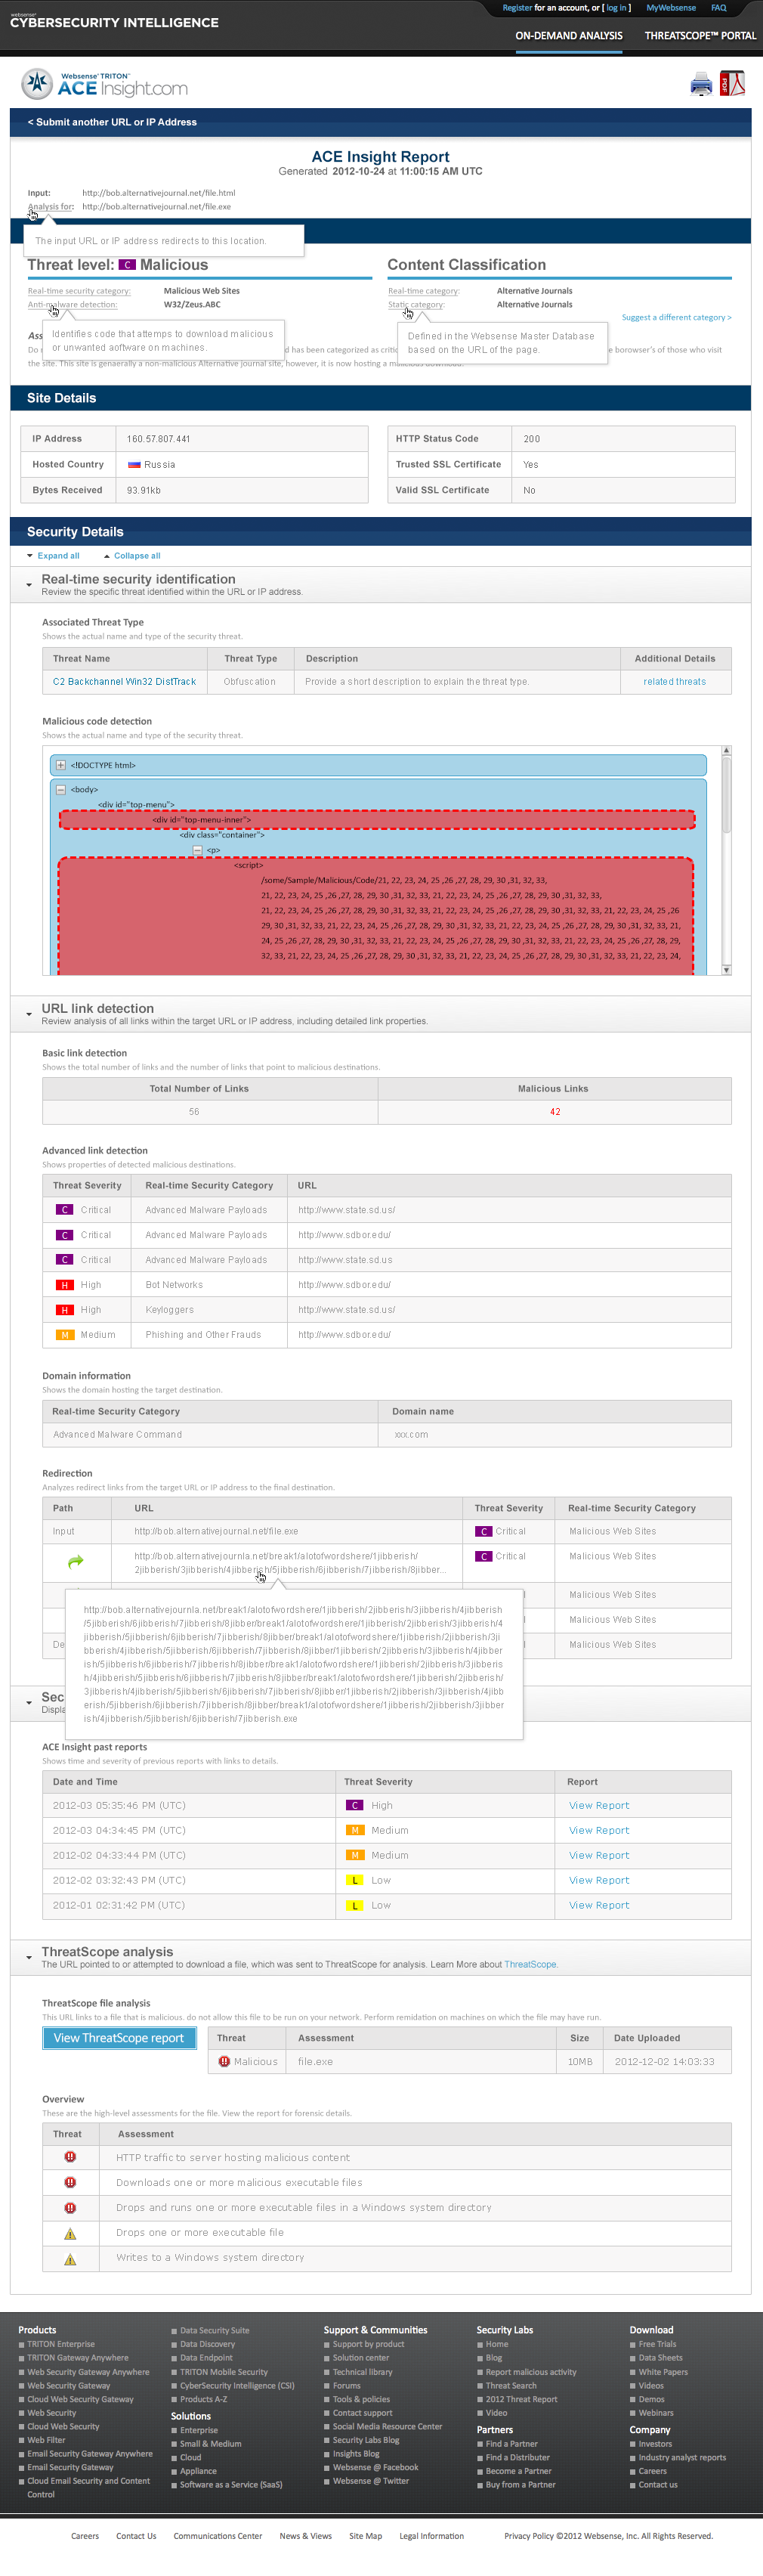 websense®
CYBERSECURITY INTELLIGENCE
Register for an account, or [ log in ] MyWebsense FAQ
ON-DEMAND ANALYSIS THREATSCOPE™ PORTAL
Websense® TRITON™
ACEInsight.com
PDF
< Submit another URL or IP Address
ACE Insight Report
Generated 2012-10-24 at 11:00:15 AM UTC
Input: http://bob.alternativejournal.net/file.html
Analysis for: http://bob.alternativejournal.net/file.exe
The input URL or IP address redirects to this location.
Threat level: C Malicious
Real-time security category: Malicious Web Sites
Anti-malware detection: W32/Zeus.ABC
Identifies code that attemps to download malicious
or unwanted aoftware on machines.
Content Classification
Real-time category: Alternative Journals
Static category: Alternative Journals
Suggest a different category >
Defined in the Websense Master Database
based on the URL of the page.
Ass
Do d has been categorized as critic e borowser's of those who visit
the site. This site is genaerally a non-malicious Alternative Journal site, however, it is now hosting a malicious download.
Site Details
IP Address 160.57.807.441
Hosted Country Russia
Bytes Received 93.91kb
HTTP Status Code 200
Trusted SSL Certificate Yes
Valid SSL Certificate No
Security Details
Expand all Collapse all
Real-time security identification
Review the specific threat identified within the URL or IP address.
Associated Threat Type
Shows the actual name and type of the security threat.
Threat Name Threat Type Description Additional Details
C2 Backchannel Win32 DistTrack Obfuscation Provide a short description to explain the threat type. related threats
Malicious code detection
Shows the actual name and type of the security threat.
<!DOCTYPE html>
<body>
<div id="top-menu">
<div id="top-menu-inner">
<div class="container">
<p>
<script>
/some/Sample/Malicious/Code/21, 22, 23, 24, 25 ,26 ,27, 28, 29, 30 ,31, 32, 33,
21, 22, 23, 24, 25 ,26 ,27, 28, 29, 30 ,31, 32, 33, 21, 22, 23, 24, 25 ,26 ,27, 28, 29, 30 ,31, 32, 33,
21, 22, 23, 24, 25 ,26 ,27, 28, 29, 30 ,31, 32, 33, 21, 22, 23, 24, 25 ,26 ,27, 28, 29, 30 ,31, 32, 33, 21, 22, 23, 24, 25 ,26
29, 30 ,31, 32, 33, 21, 22, 23, 24, 25 ,26 ,27, 28, 29, 30 ,31, 32, 33, 21, 22, 23, 24, 25 ,26 ,27, 28, 29, 30 ,31, 32, 33, 21,
24, 25 ,26 ,27, 28, 29, 30 ,31, 32, 33, 21, 22, 23, 24, 25 ,26 ,27, 28, 29, 30 ,31, 32, 33, 21, 22, 23, 24, 25 ,26 ,27, 28, 29,
32, 33, 21, 22, 23, 24, 25 ,26 ,27, 28, 29, 30 ,31, 32, 33, 21, 22, 23, 24, 25 ,26 ,27, 28, 29, 30 ,31, 32, 33, 21, 22, 23, 24,
URL link detection
Review analysis of all links within the target URL or IP address, including detailed link properties.
Basic link detection
Shows the total number of links and the number of links that point to malicious destinations.
Total Number of Links Malicious Links
56 42
Advanced link detection
Shows properties of detected malicious destinations.
Threat Severity Real-time Security Category URL
C Critical Advanced Malware Payloads http://www.state.sd.us/
C Critical Advanced Malware Payloads http://www.sdbor.edu/
C Critical Advanced Malware Payloads http://www.state.sd.us
H High Bot Networks http://www.sdbor.edu/
H High Keyloggers http://www.state.sd.us/
M Medium Phishing and Other Frauds http://www.sdbor.edu/
Domain information
Shows the domain hosting the target destination.
Real-time Security Category Domain name
Advanced Malware Command xxx.com
Redirection
Analyzes redirect links from the target URL or IP address to the final destination.
Path URL Threat Severity Real-time Security Category
Input http://bob.alternativejournal.net/file.exe C Critical Malicious Web Sites
http://bob.alternativejournla.net/break1/alotofwordshere/1jibberish/ C Critical Malicious Web Sites
2jibberish/3jibberish/4jibberish/5jibberish/6jibberish/7jibberish/8jibber...
l Malicious Web Sites
l Malicious Web Sites
De l Malicious Web Sites
http://bob.alternativejournla.net/break1/alotofwordshere/1jibberish/2jibberish/3jibberish/4jibberish
/5jibberish/6jibberish/7jibberish/8jibber/break1/alotofwordshere/1jibberish/2jibberish/3jibberish/4
jibberish/5jibberish/6jibberish/7jibberish/8jibber/break1/alotofwordshere/1jibberish/2jibberish/3ji
bberish/4jibberish/5jibberish/6jibberish/7jibberish/8jibber/1jibberish/2jibberish/3jibberish/4jibber
ish/5jibberish/6jibberish/7jibberish/8jibber/break1/alotofwordshere/1jibberish/2jibberish/3jibberis
h/4jibberish/5jibberish/6jibberish/7jibberish/8jibber/break1/alotofwordshere/1jibberish/2jibberish/
3jibberish/4jibberish/5jibberish/6jibberish/7jibberish/8jibber/1jibberish/2jibberish/3jibberish/4jibb
erish/5jibberish/6jibberish/7jibberish/8jibber/break1/alotofwordshere/1jibberish/2jibberish/3jibber
ish/4jibberish/5jibberish/6jibberish/7jibberish.exe
Sec
Displa
ACE Insight past reports
Shows time and severity of previous reports with links to details.
Date and Time Threat Severity Report
2012-03 05:35:46 PM (UTC) C High View Report
2012-03 04:34:45 PM (UTC) M Medium View Report
2012-02 04:33:44 PM (UTC) M Medium View Report
2012-02 03:32:43 PM (UTC) L Low View Report
2012-01 02:31:42 PM (UTC) L Low View Report
ThreatScope analysis
The URL pointed to or attempted to download a file, which was sent to ThreatScope for analysis. Learn More about ThreatScope.
ThreatScope file analysis
This URL links to a file that is malicious. do not allow this file to be run on your network. Perform remidation on machines on which the file may have run.
View ThreatScope report
Threat Assessment Size Date Uploaded
Malicious file.exe 10MB 2012-12-02 14:03:33
Overview
These are the high-level assessments for the file. View the report for forensic details.
Threat Assessment
HTTP traffic to server hosting malicious content
Downloads one or more malicious executable files
Drops and runs one or more executable files in a Windows system directory
Drops one or more executable file
Writes to a Windows system directory
Products
TRITON Enterprise
TRITON Gateway Anywhere
Web Security Gateway Anywhere
Web Security Gateway
Cloud Web Security Gateway
Web Security
Cloud Web Security
Web Filter
Email Security Gateway Anywhere
Email Security Gateway
Cloud Email Security and Content
Control
Data Security Suite
Data Discovery
Data Endpoint
TRITON Mobile Security
CyberSecurity Intelligence (CSI)
Products A-Z
Solutions
Enterprise
Small & Medium
Cloud
Appliance
Software as a Service (SaaS)
Support & Communities
Support by product
Solution center
Technical library
Forums
Tools & policies
Contact support
Social Media Resource Center
Security Labs Blog
Insights Blog
Websense @ Facebook
Websense @ Twitter
Security Labs
Home
Blog
Report malicious activity
Threat Search
2012 Threat Report
Video
Partners
Find a Partner
Find a Distributer
Become a Partner
Buy from a Partner
Download
Free Trials
Data Sheets
White Papers
Videos
Demos
Webinars
Company
Investors
Industry analyst reports
Careers
Contact us
Careers Contact Us Communications Center News & Views Site Map Legal Information Privacy Policy ©2012 Websense, Inc. All Rights Reserved.